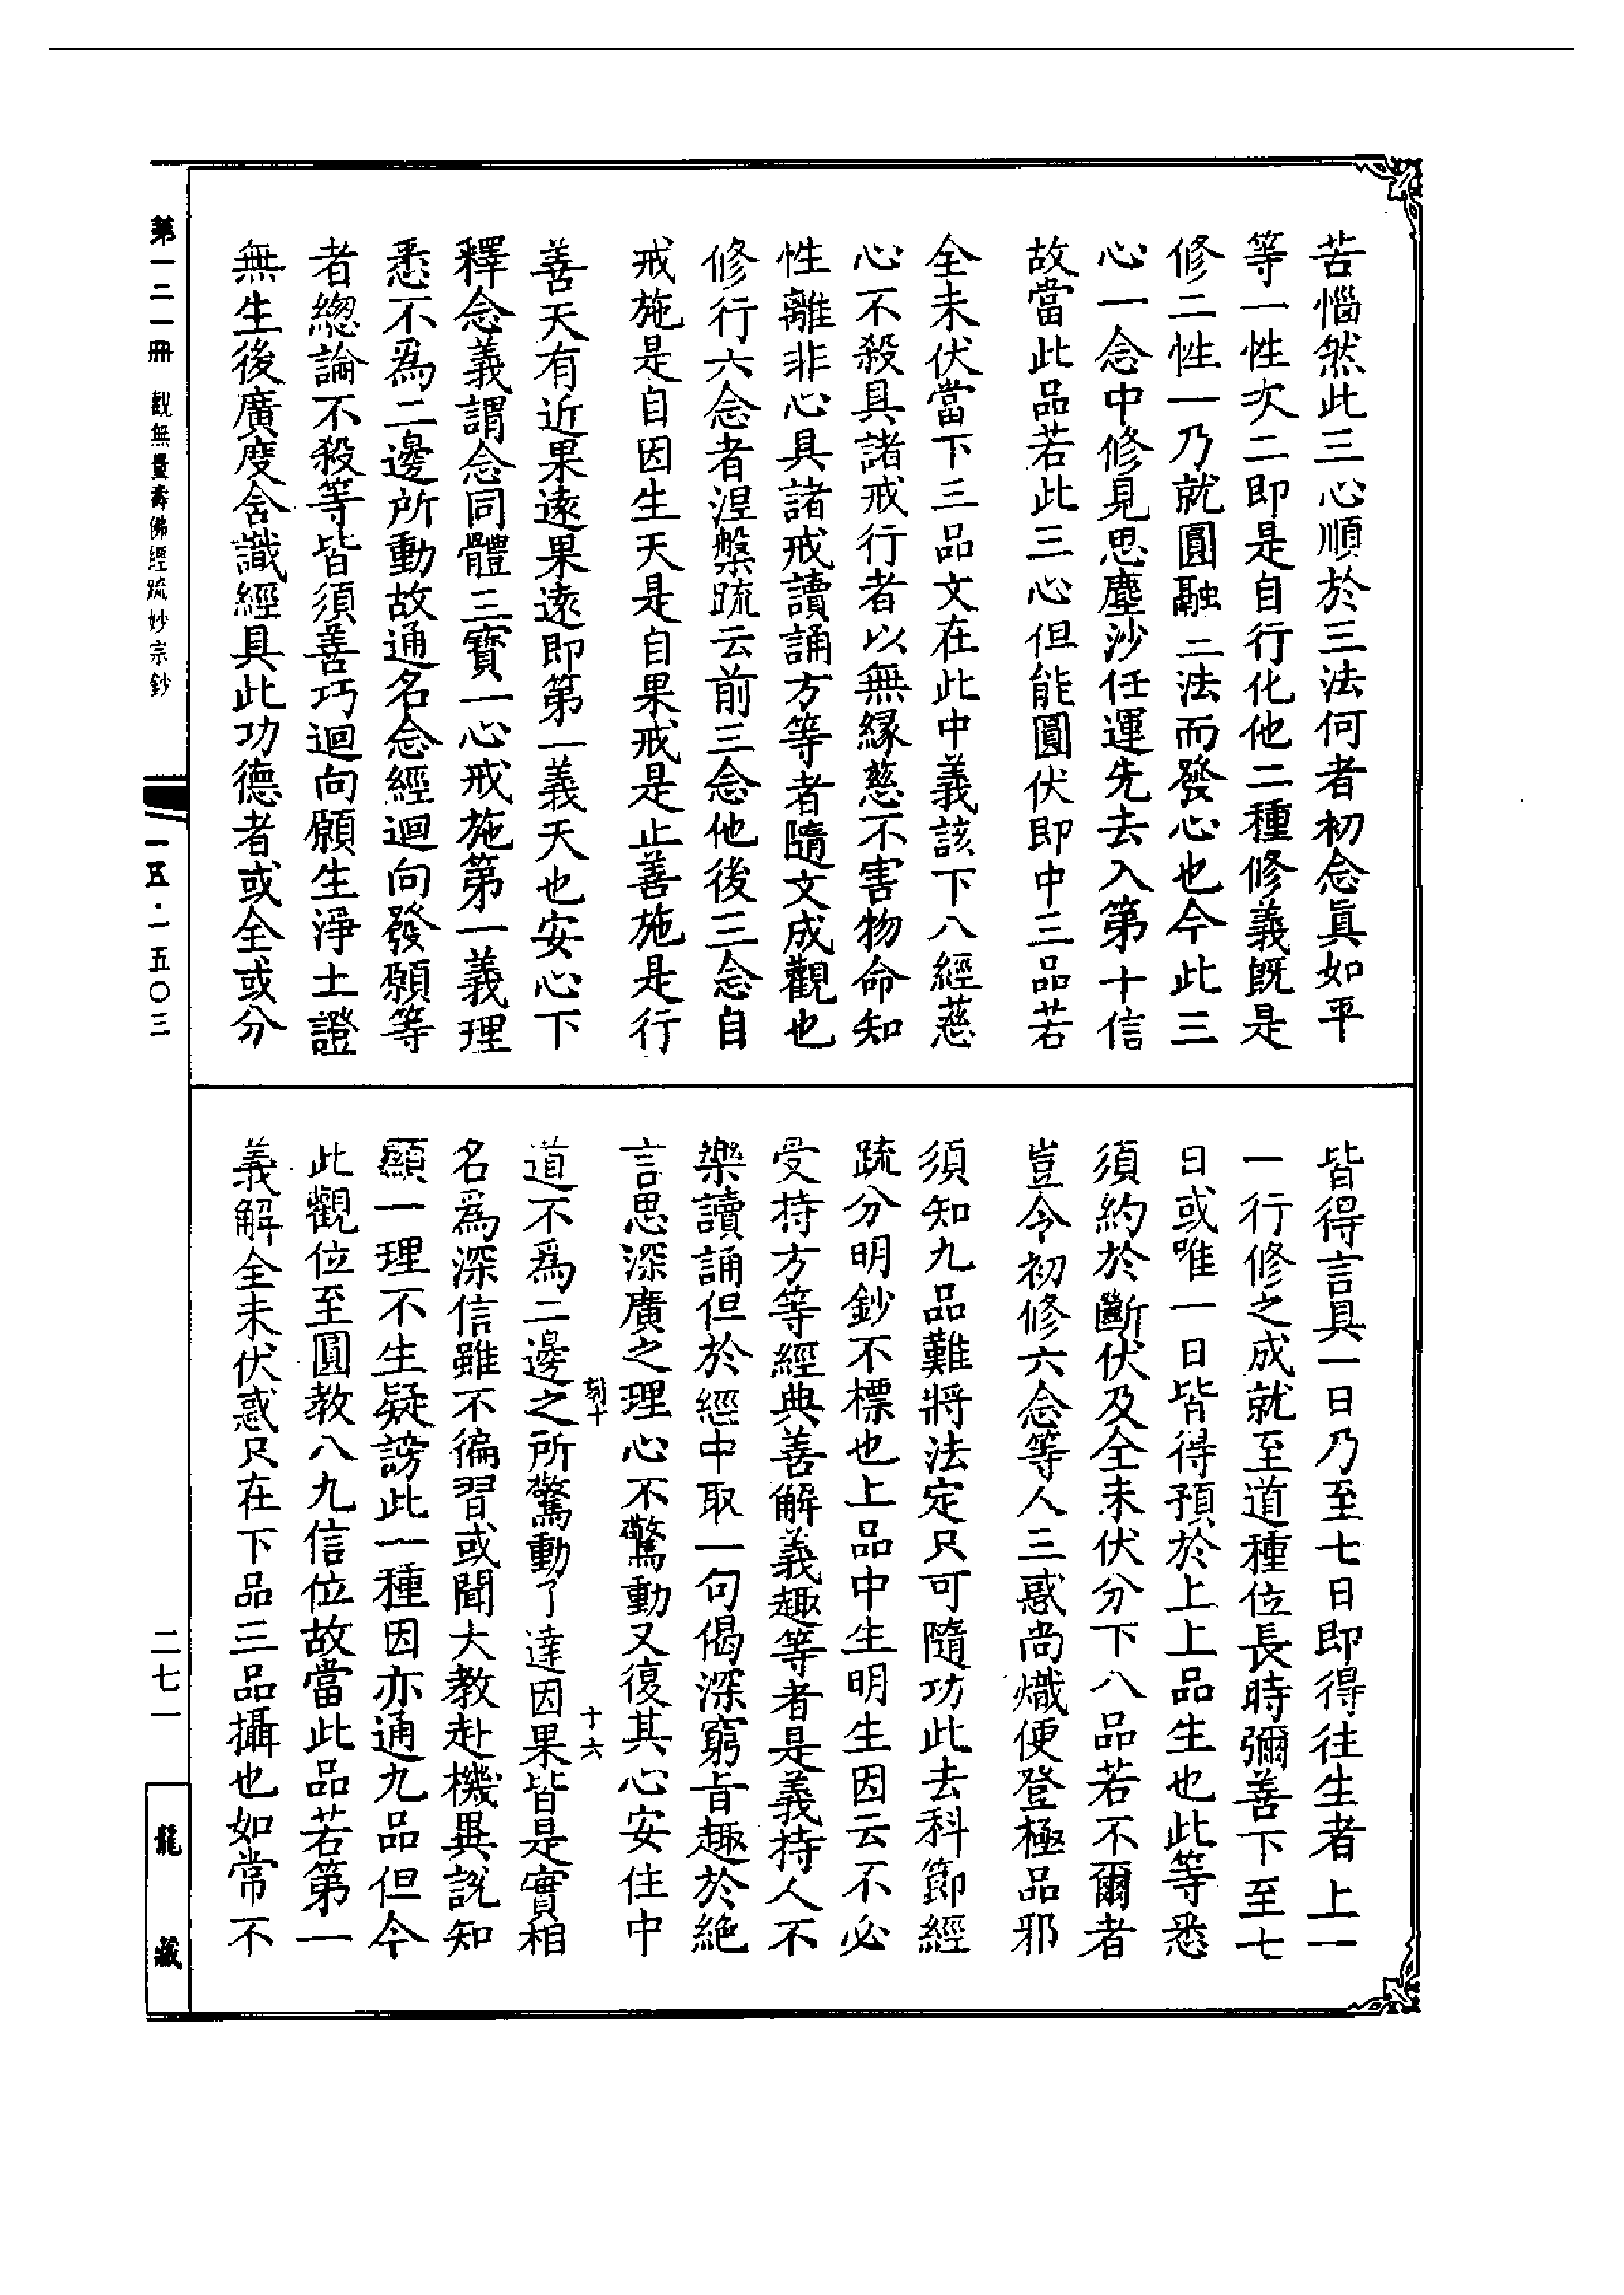 苦惱然此三心順於三法何者初念眞如平
等一性次二即是自行化他二種修義既是
修二性一乃就圓融二法而發心也今此三
心一念中修見思塵沙任運先去入第十信
故當此品若此三心但能圓伏即中三品若
全未伏當下三品文在此中義該下八經慈
心不殺具諸戒行者以無緣慈不害物命知
性離非心具諸戒讀誦方等者隨文成觀也
修行六念者涅槃疏云前三念他後三念自
戒施是自因生天是自果戒是止善施是行
善天有近果遠果遠即第一義天也安心下
釋念義謂念同體三寶一心戒施第一義理
悉不爲二邊所動故通名念經迴向發願等
者總論不殺等皆須善巧迴向願生淨土證
無生後廣度含識經具此功德者或全或分
皆得言具一日乃至七日即得往生者上一
一行修之成就至道種位長時彌善下至七
日或唯一日皆得預於上上品生也此等悉
須約於斷伏及全未伏分下八品若不爾者
豈令初修六念等人三惑尚熾便登極品邪
須知九品難將法定只可隨功此去科節經
疏分明鈔不標也上品中生明生因云不必
受持方等經典善解義趣等者是義持人不
樂讀誦但於經中取一句偈深窮旨趣於絶
言思深廣之理心不驚動又復其心安住中
刻十
十六
道不爲二邊之所驚動了達因果皆是實相
名爲深信雖不徧習或聞大教赴機異說知
顯一理不生疑謗此一種因亦通九品但今
此觀位至圓教八九信位故當此品若第一
義解全未伏惑只在下品三品攝也如常不
第一二一冊 觀無量壽佛經疏妙宗鈔
一五·一五〇三
二七一
龍藏